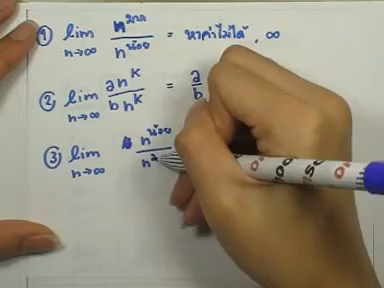 ① lim n→∞ n^มาก / n^น้อย = หาค่าไม่ได้, ∞
② lim n→∞ an^k / bn^k = a/b
③ lim n→∞ n^น้อย / n